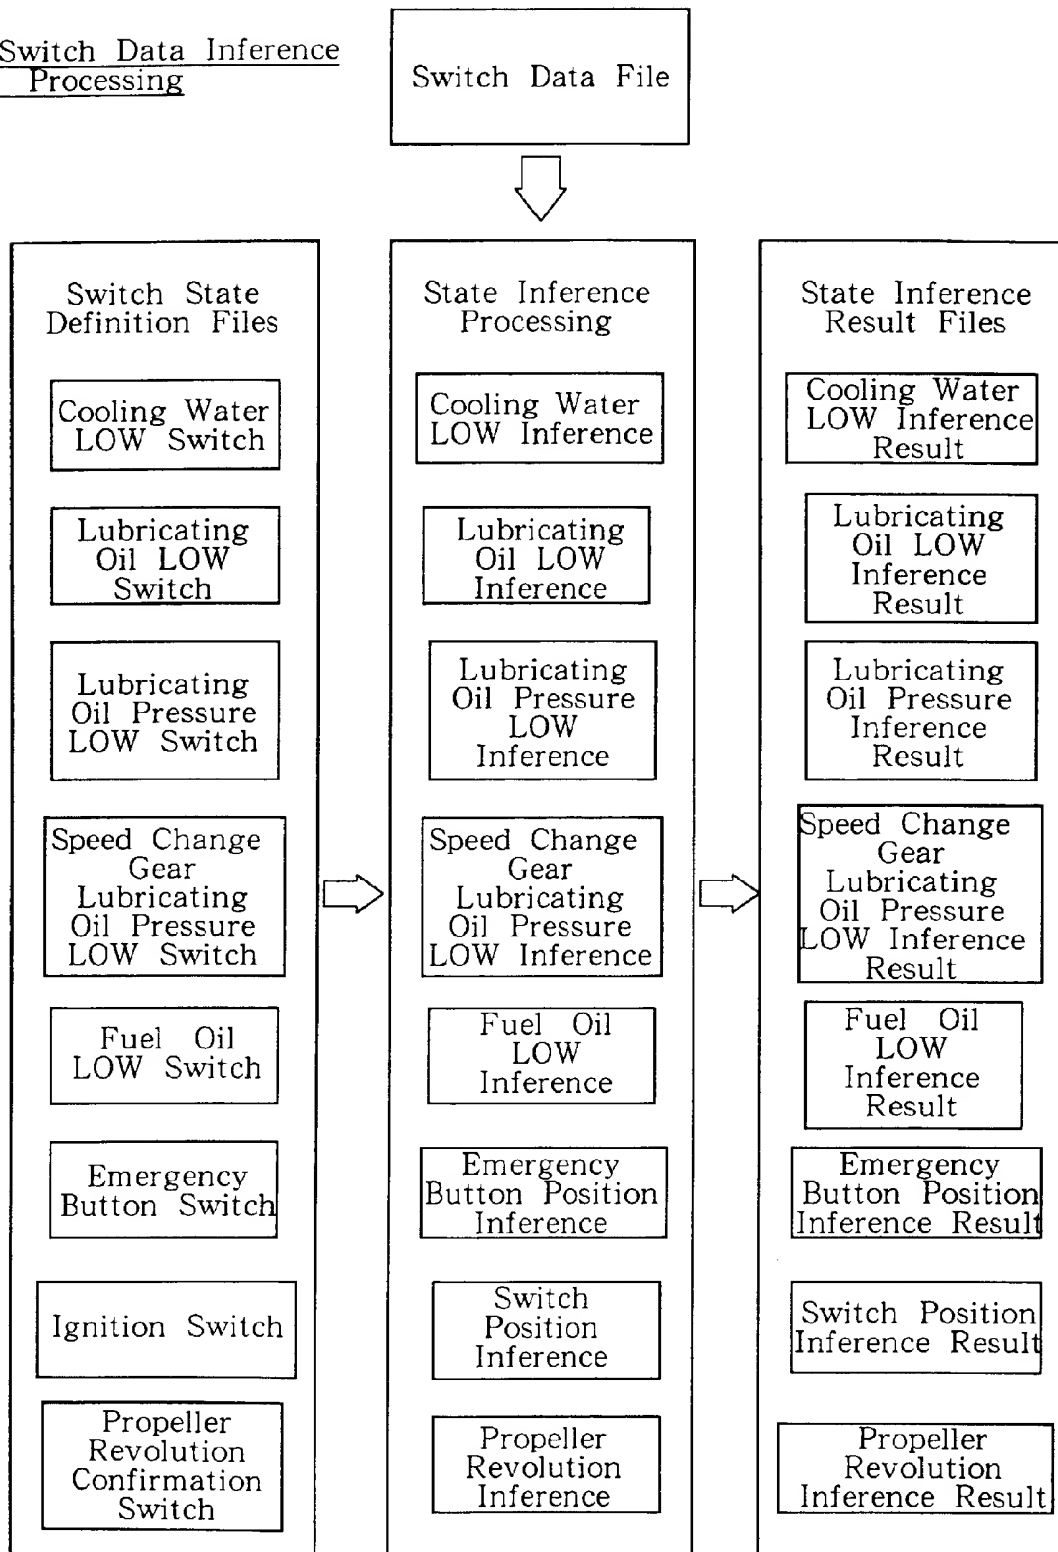 Switch Data Inference
Processing
Switch Data File
Switch State
Definition Files
Cooling Water
LOW Switch
Lubricating
Oil LOW
Switch
Lubricating
Oil Pressure
LOW Switch
Speed Change
Gear
Lubricating
Oil Pressure
LOW Switch
Fuel Oil
LOW Switch
Emergency
Button Switch
Ignition Switch
Propeller
Revolution
Confirmation
Switch
State Inference
Processing
Cooling Water
LOW Inference
Lubricating
Oil LOW
Inference
Lubricating
Oil Pressure
LOW
Inference
Speed Change
Gear
Lubricating
Oil Pressure
LOW Inference
Fuel Oil
LOW
Inference
Emergency
Button Position
Inference
Switch
Position
Inference
Propeller
Revolution
Inference
State Inference
Result Files
Cooling Water
LOW Inference
Result
Lubricating
Oil LOW
Inference
Result
Lubricating
Oil Pressure
Inference
Result
Speed Change
Gear
Lubricating
Oil Pressure
LOW Inference
Result
Fuel Oil
LOW
Inference
Result
Emergency
Button Position
Inference Result
Switch Position
Inference Result
Propeller
Revolution
Inference Result